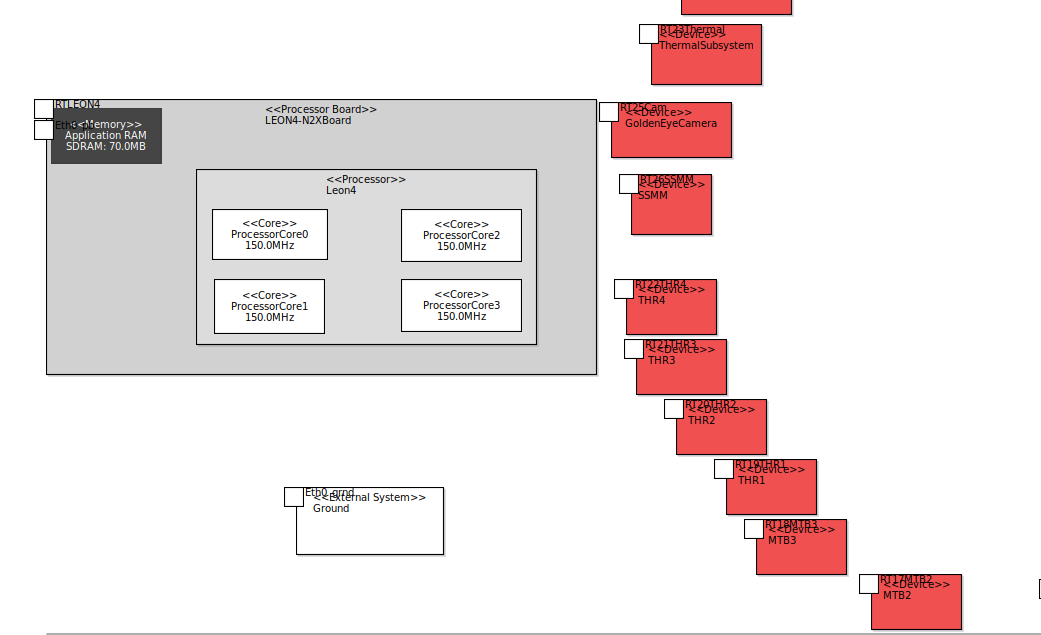 RT23Thermal
<<Device>>
ThermalSubsystem
RTLEON4
<<Processor Board>>
LEON4-N2XBoard
<<Memory>>
Application RAM
SDRAM: 70.0MB
<<Processor>>
Leon4
<<Core>>
ProcessorCore0
150.0MHz
<<Core>>
ProcessorCore2
150.0MHz
<<Core>>
ProcessorCore1
150.0MHz
<<Core>>
ProcessorCore3
150.0MHz
RT25Cam
<<Device>>
GoldenEyeCamera
RT26SSMM
<<Device>>
SSMM
RT22THR4
<<Device>>
THR4
RT21THR3
<<Device>>
THR3
RT20THR2
<<Device>>
THR2
RT19THR1
<<Device>>
THR1
Eth0_grnd
<<External System>>
Ground
RT18MTB3
<<Device>>
MTB3
RT17MTB2
<<Device>>
MTB2